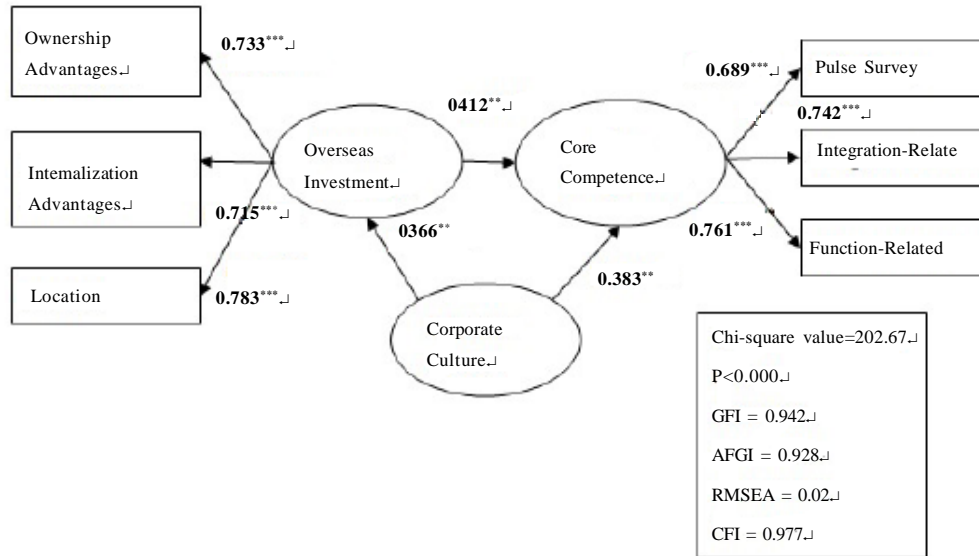 Ownership
Advantages↵
0.733***↵
Intemalization
Advantages↵
0.715***↵
Location
0.783***↵
Overseas
Investment↵
0412**↵
0366**
Corporate
Culture↵
0.383**
Core
Competence↵
0.689***↵
Pulse Survey
0.742***↵
Integration-Relate
0.761***↵
Function-Related
Chi-square value=202.67↵
P<0.000↵
GFI = 0.942↵
AFGI = 0.928↵
RMSEA = 0.02↵
CFI = 0.977↵